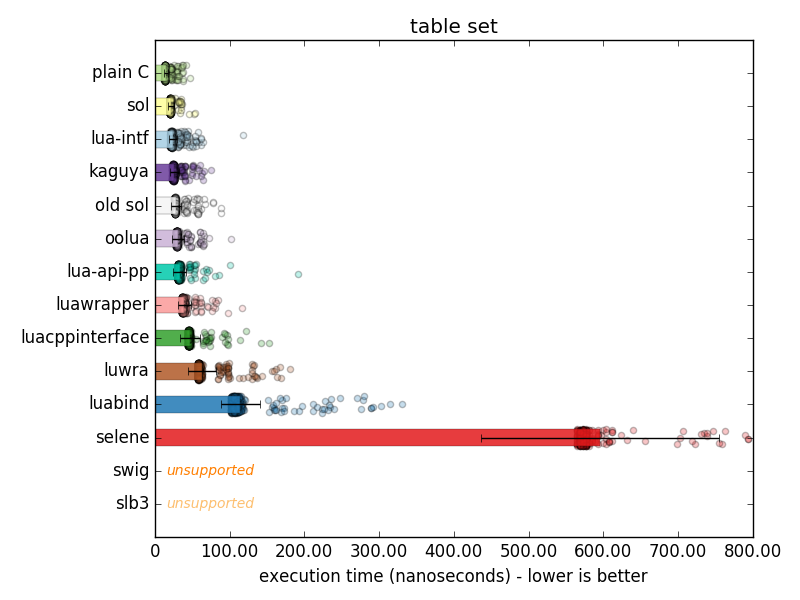 table set
plain C
sol
lua-intf
kaguya
old sol
oolua
lua-api-pp
luawrapper
luacppinterface
luwra
luabind
selene
swig unsupported
slb3 unsupported
0 100.00 200.00 300.00 400.00 500.00 600.00 700.00 800.00
execution time (nanoseconds) - lower is better